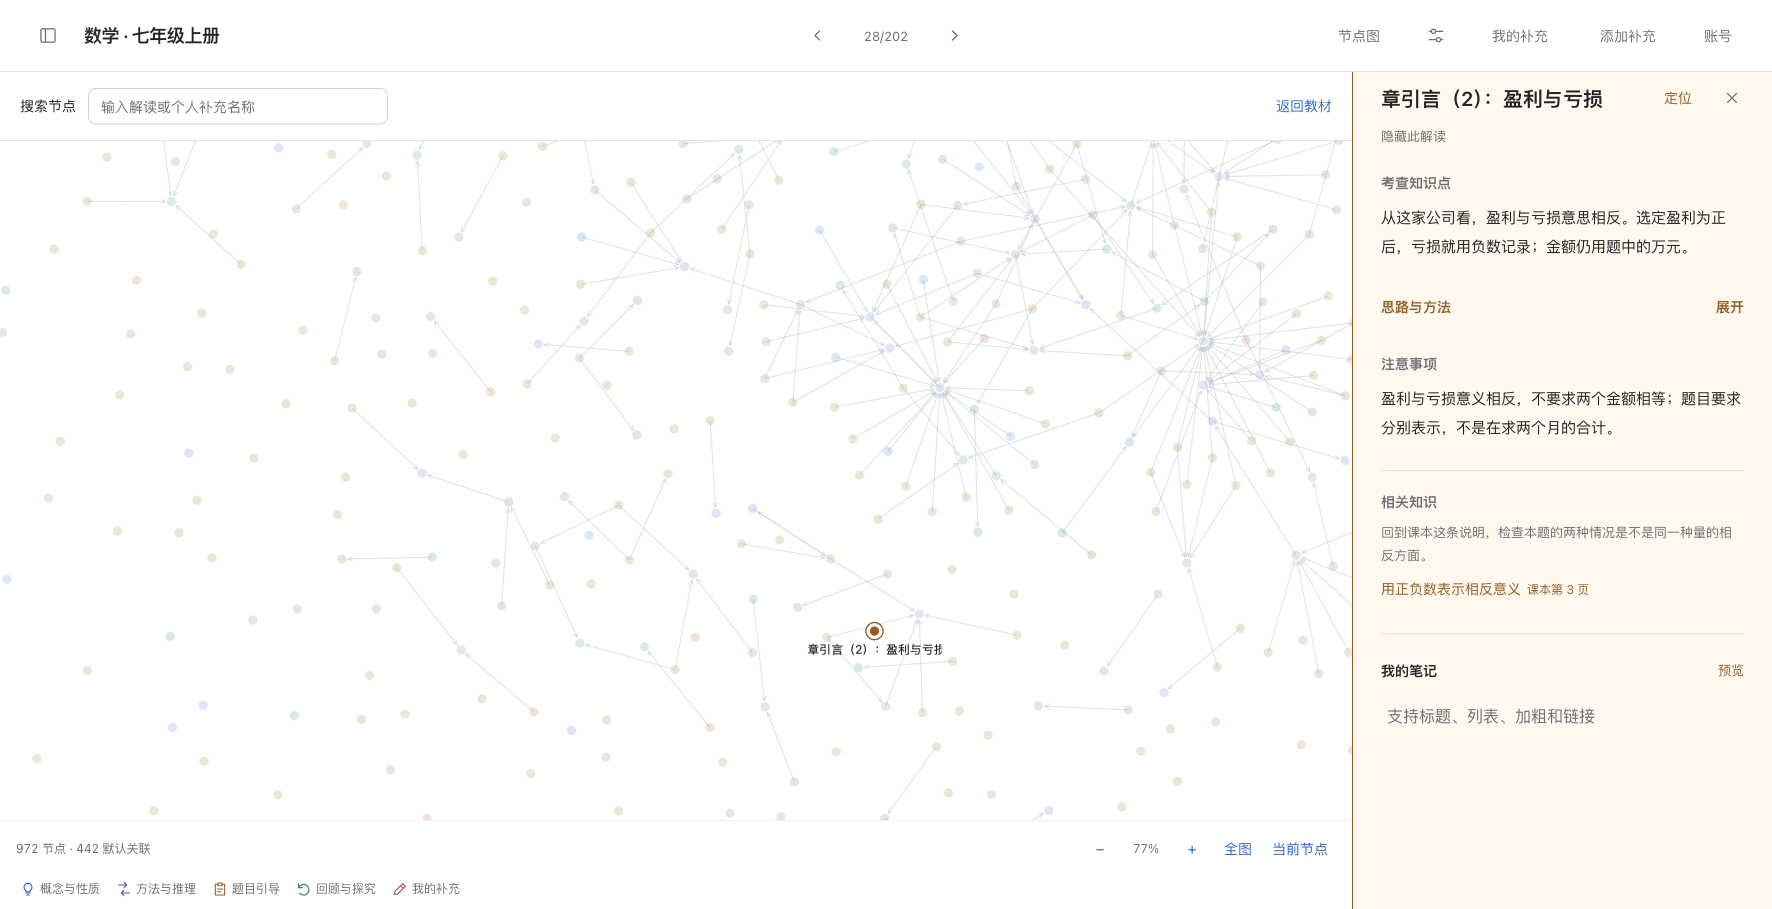 数学 · 七年级上册
28/202
节点图
我的补充
添加补充
账号
搜索节点
输入解读或个人补充名称
返回教材
章引言（2）：盈利与亏损
定位
隐藏此解读
考查知识点
从这家公司看，盈利与亏损意思相反。选定盈利为正
后，亏损就用负数记录；金额仍用题中的万元。
思路与方法
展开
注意事项
盈利与亏损意义相反，不要求两个金额相等；题目要求
分别表示，不是在求两个月的合计。
相关知识
回到课本这条说明，检查本题的两种情况是不是同一种量的相
反方面。
用正负数表示相反意义 课本第 3 页
我的笔记
预览
支持标题、列表、加粗和链接
章引言（2）：盈利与亏
972 节点 · 442 默认关联
− 77% +
全图
当前节点
概念与性质
方法与推理
题目引导
回顾与探究
我的补充